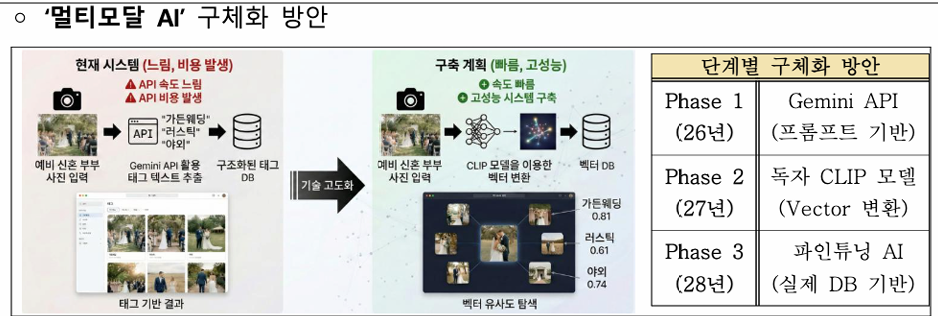 ○ ‘멀티모달 AI’ 구체화 방안
현재 시스템 (느림, 비용 발생)
API 속도 느림
API 비용 발생
API
"가든웨딩"
"러스틱"
"야외"
예비 신혼 부부
사진 입력
Gemini API 활용
태그 텍스트 추출
구조화된 태그
DB
태그 기반 결과
기술 고도화
구축 계획 (빠름, 고성능)
속도 빠름
고성능 시스템 구축
예비 신혼 부부
사진 입력
CLIP 모델을 이용한
벡터 변환
벡터 DB
가든웨딩
0.81
러스틱
0.61
야외
0.74
벡터 유사도 탐색
단계별 구체화 방안
Phase 1
(26년)
Gemini API
(프롬프트 기반)
Phase 2
(27년)
독자 CLIP 모델
(Vector 변환)
Phase 3
(28년)
파인튜닝 AI
(실제 DB 기반)